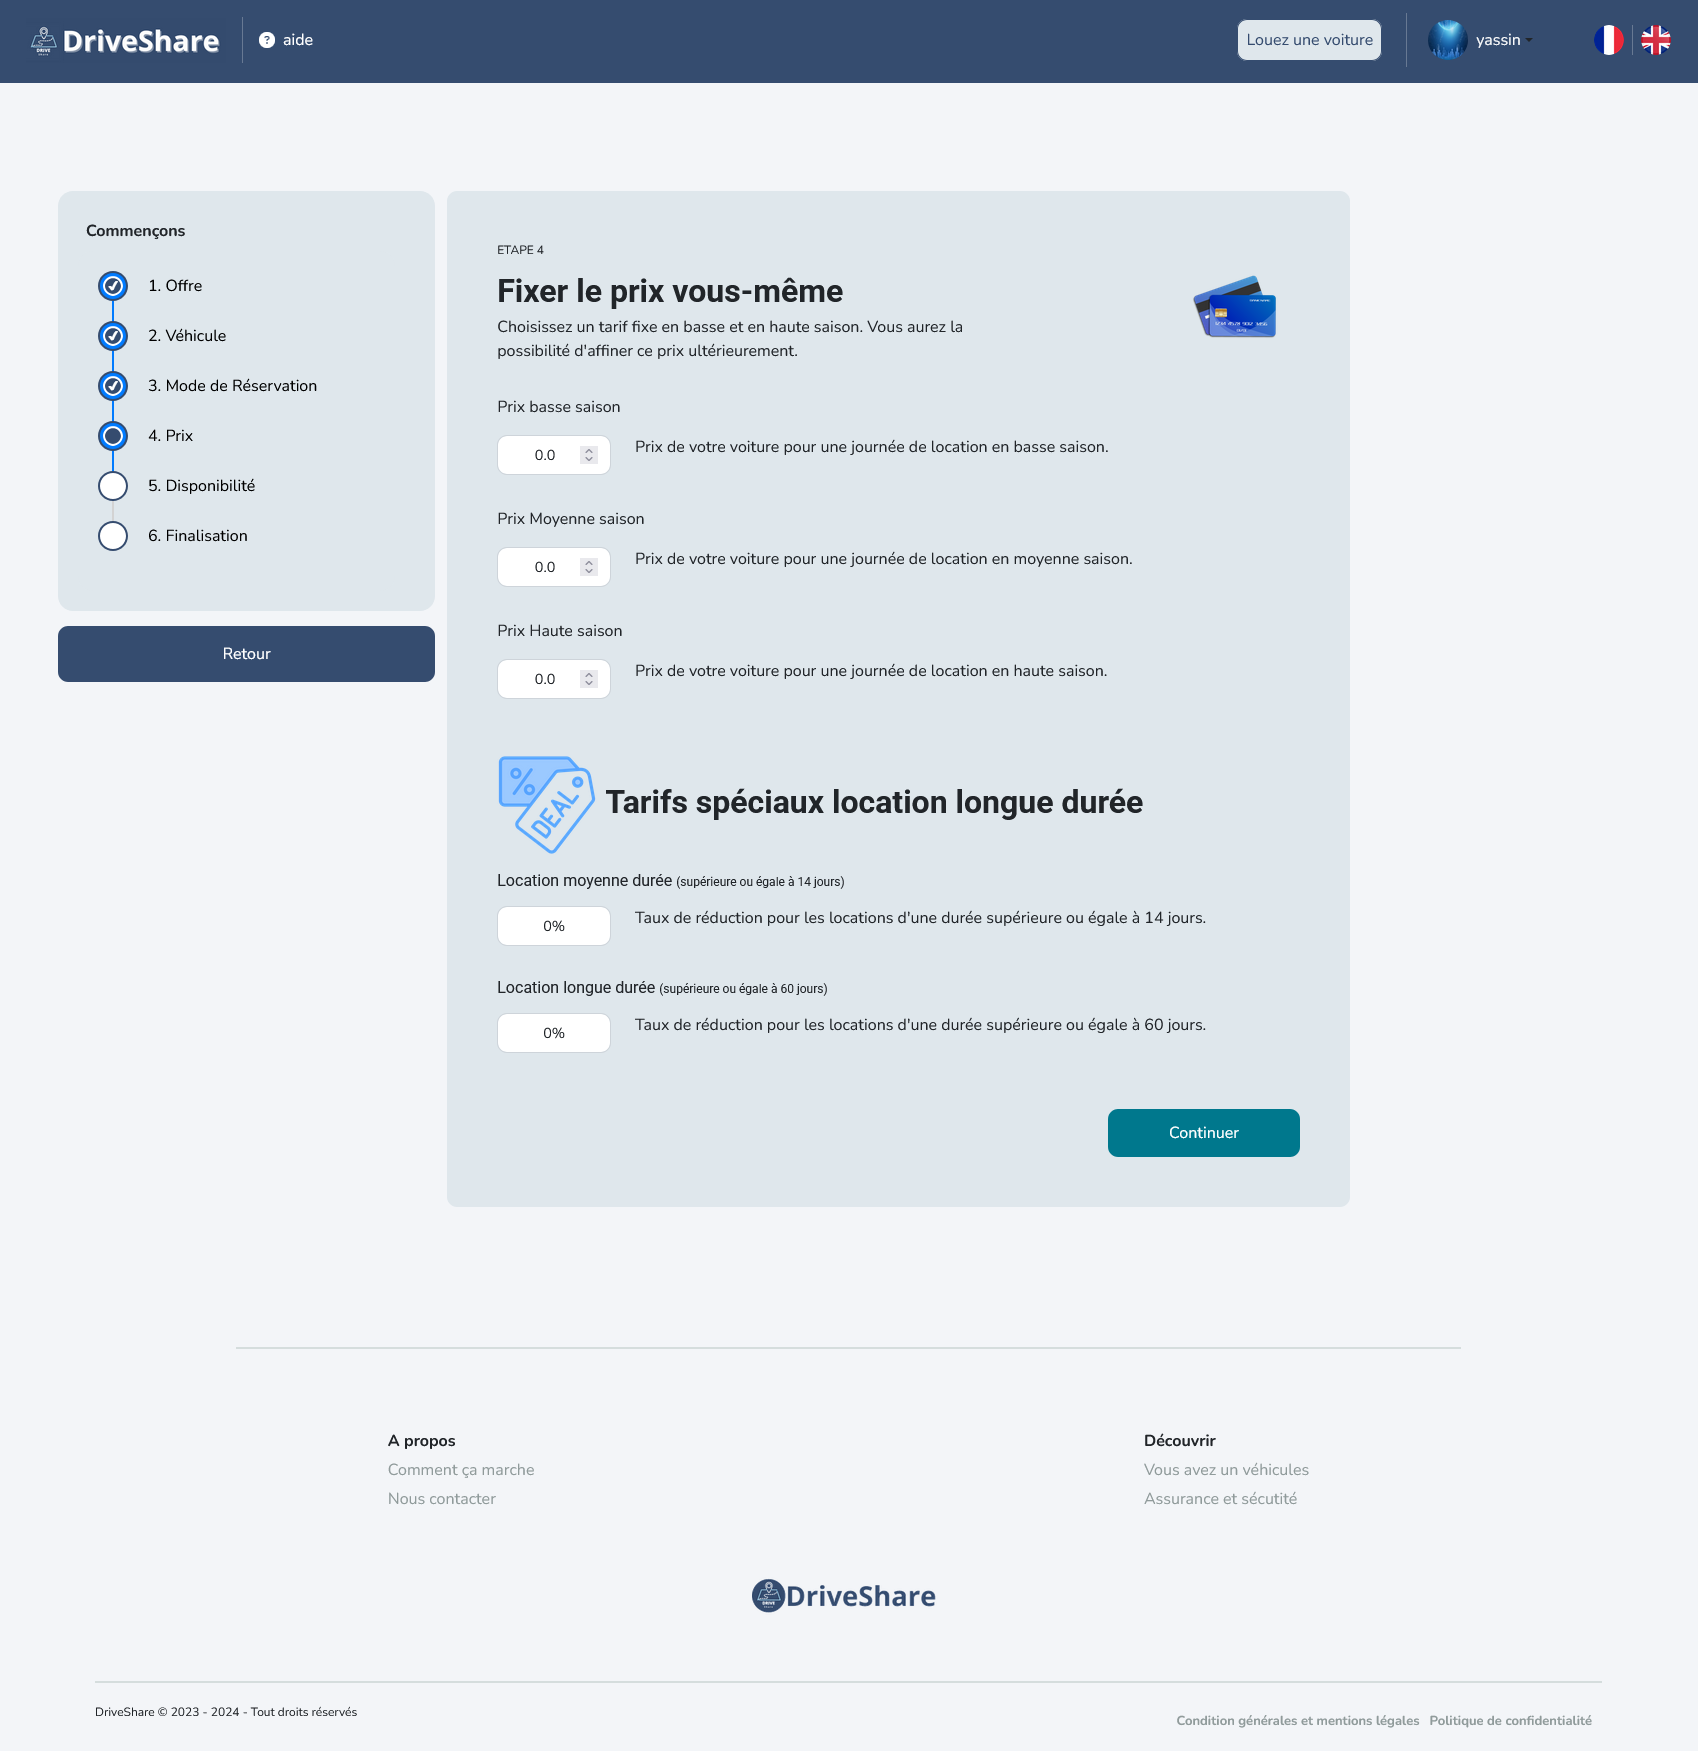 DriveShare
aide
Louez une voiture
yassin
Commençons
1. Offre
2. Véhicule
3. Mode de Réservation
4. Prix
5. Disponibilité
6. Finalisation
Retour
ETAPE 4
Fixer le prix vous-même
Choisissez un tarif fixe en basse et en haute saison. Vous aurez la
possibilité d'affiner ce prix ultérieurement.
Prix basse saison
0.0
Prix de votre voiture pour une journée de location en basse saison.
Prix Moyenne saison
0.0
Prix de votre voiture pour une journée de location en moyenne saison.
Prix Haute saison
0.0
Prix de votre voiture pour une journée de location en haute saison.
% DEAL
Tarifs spéciaux location longue durée
Location moyenne durée (supérieure ou égale à 14 jours)
0%
Taux de réduction pour les locations d'une durée supérieure ou égale à 14 jours.
Location longue durée (supérieure ou égale à 60 jours)
0%
Taux de réduction pour les locations d'une durée supérieure ou égale à 60 jours.
Continuer
A propos
Comment ça marche
Nous contacter
Découvrir
Vous avez un véhicules
Assurance et sécutité
DRIVE
DriveShare
DriveShare © 2023 - 2024 - Tout droits réservés
Condition générales et mentions légales Politique de confidentialité